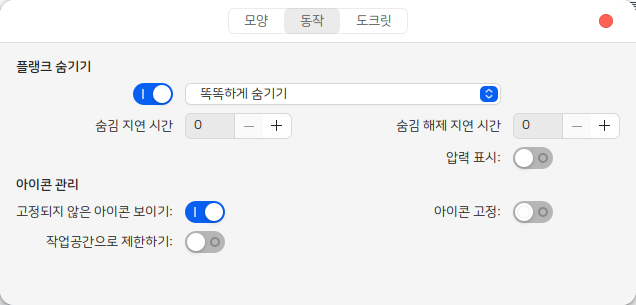 모양 동작 도크릿
플랭크 숨기기
똑똑하게 숨기기
숨김 지연 시간 0 숨김 해제 지연 시간 0
압력 표시:
아이콘 관리
고정되지 않은 아이콘 보이기: 아이콘 고정:
작업공간으로 제한하기: